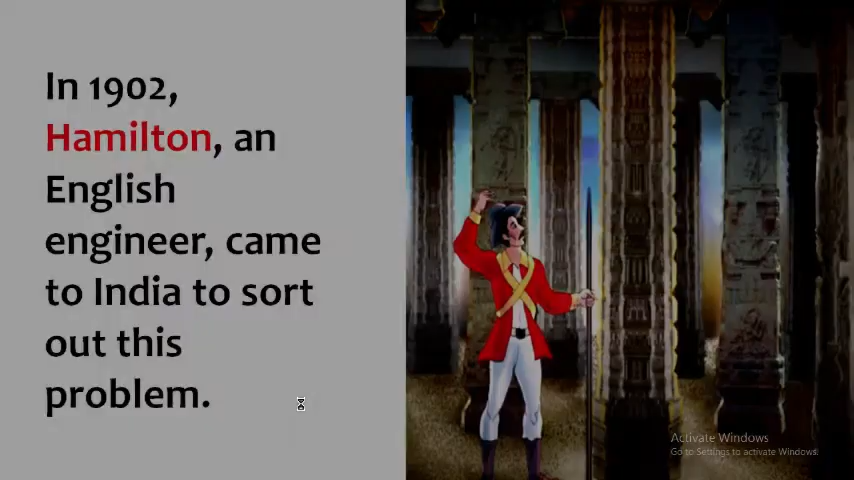 In 1902,
Hamilton, an
English
engineer, came
to India to sort
out this
problem.
Activate Windows
Go to Settings to activate Windows.